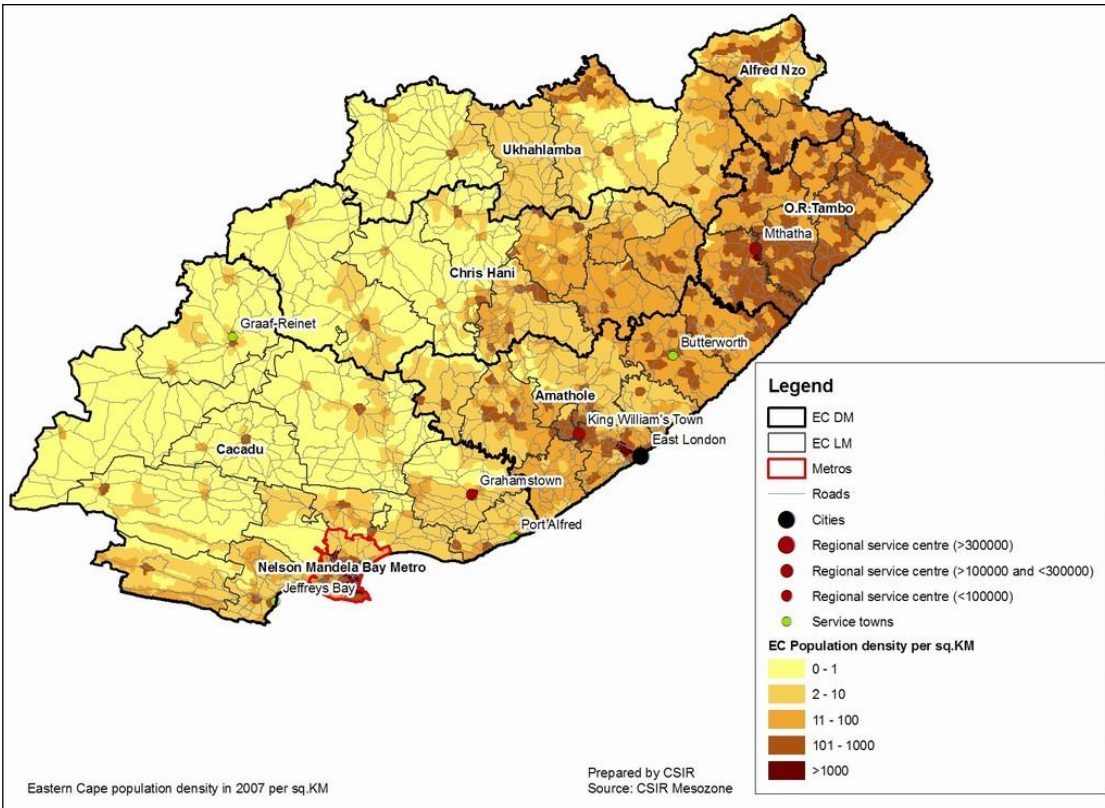 Alfred Nzo
Ukhahlamba
O.R.Tambo
Mthatha
Chris Hani
Graaf-Reinet
Butterworth
Amathole
King William's Town
East London
Cacadu
Grahamstown
Port Alfred
Nelson Mandela Bay Metro
Jeffreys Bay
Legend
EC DM
EC LM
Metros
Roads
Cities
Regional service centre (>300000)
Regional service centre (>100000 and <300000)
Regional service centre (<100000)
Service towns
EC Population density per sq.KM
0 - 1
2 - 10
11 - 100
101 - 1000
>1000
Eastern Cape population density in 2007 per sq.KM
Prepared by CSIR
Source: CSIR Mesozone